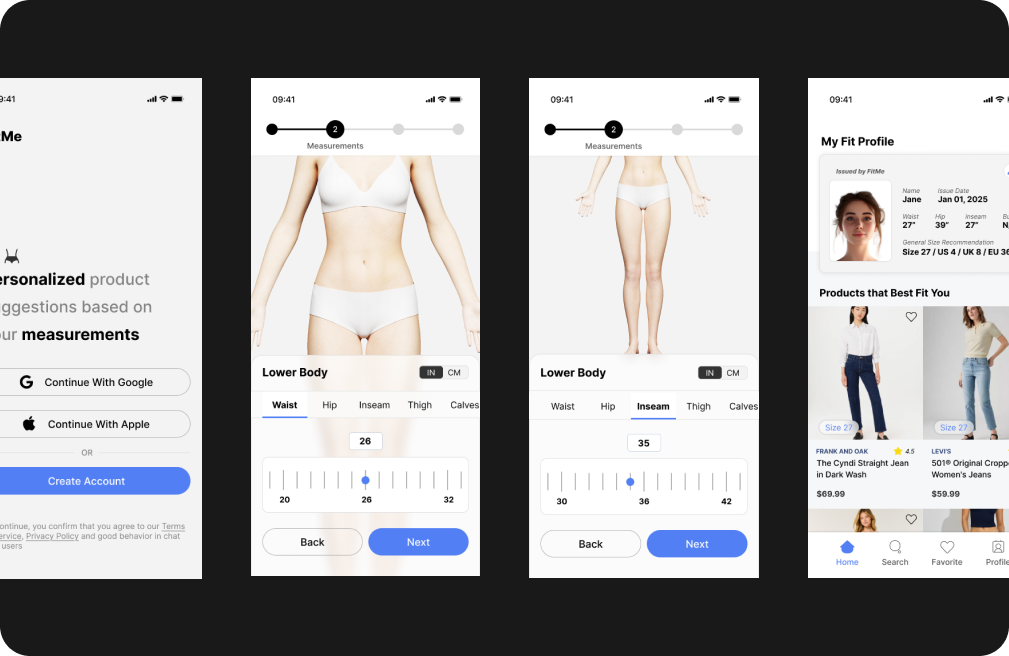 9:41
tMe
ersonalized product
ggestions based on
our measurements
Continue With Google
Continue With Apple
OR
Create Account
ontinue, you confirm that you agree to our Terms
ervice, Privacy Policy and good behavior in chat
users
09:41
2
Measurements
Lower Body
IN CM
Waist Hip Inseam Thigh Calves
26
20 26 32
Back Next
09:41
2
Measurements
Lower Body
IN CM
Waist Hip Inseam Thigh Calves
35
30 36 42
Back Next
09:41
My Fit Profile
Issued by FitMe
Name Issue Date
Jane Jan 01, 2025
Waist Hip Inseam Bu
27" 39" 27" N/
General Size Recommendation
Size 27 / US 4 / UK 8 / EU 36
Products that Best Fit You
Size 27 Size 27
FRANK AND OAK 4.5 LEVI'S
The Cyndi Straight Jean 501® Original Croppe
in Dark Wash Women's Jeans
$69.99 $59.99
Home Search Favorite Profile